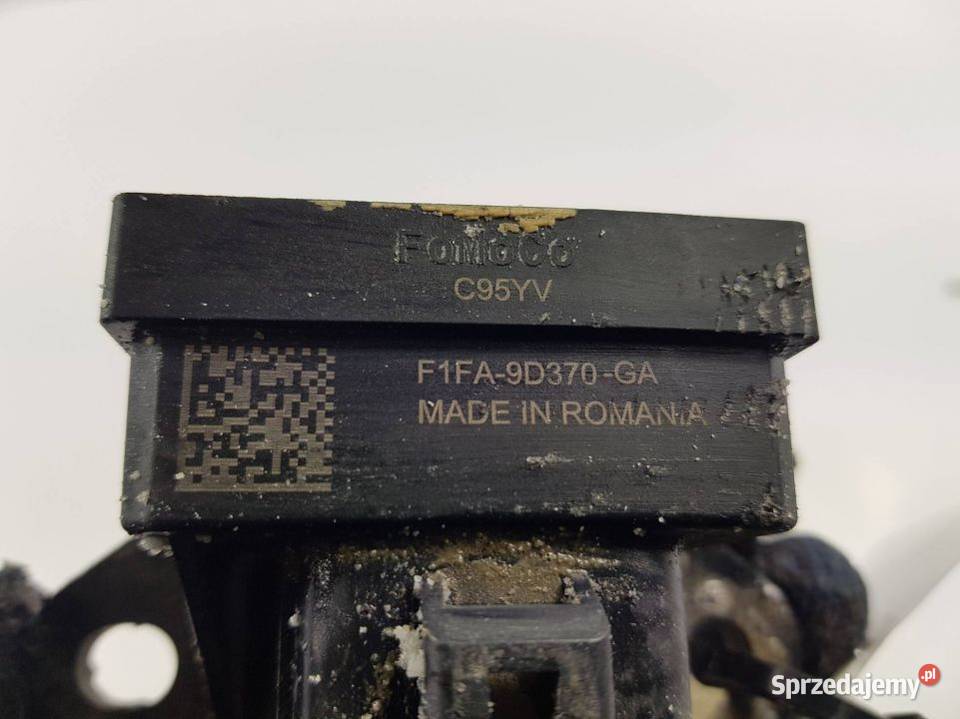 FoMoCo
C95YV
F1FA-9D370-GA
MADE IN ROMANIA
Sprzedajemy.pl